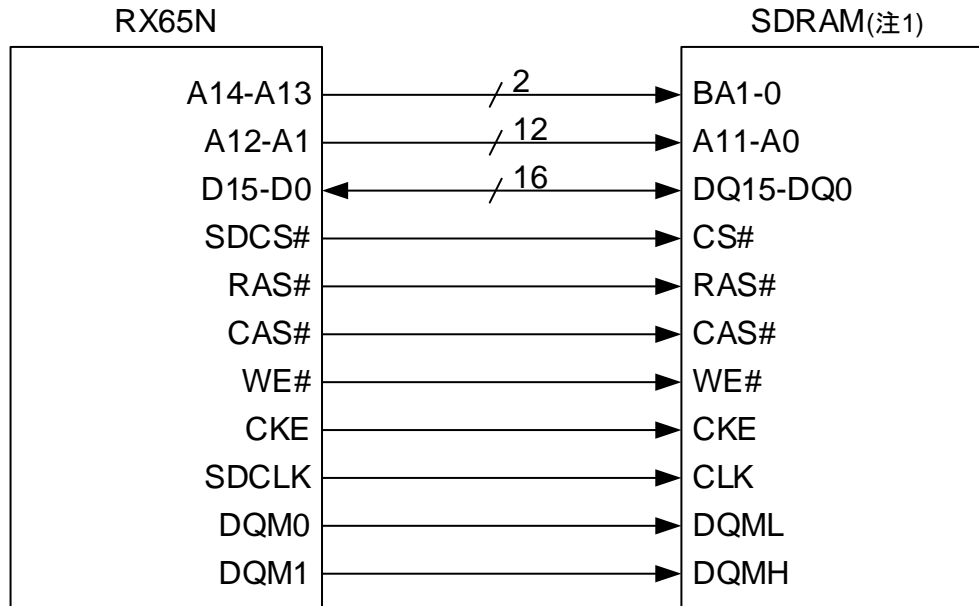 RX65N SDRAM(注1)
A14-A13 2 BA1-0
A12-A1 12 A11-A0
D15-D0 16 DQ15-DQ0
SDCS# CS#
RAS# RAS#
CAS# CAS#
WE# WE#
CKE CKE
SDCLK CLK
DQM0 DQML
DQM1 DQMH